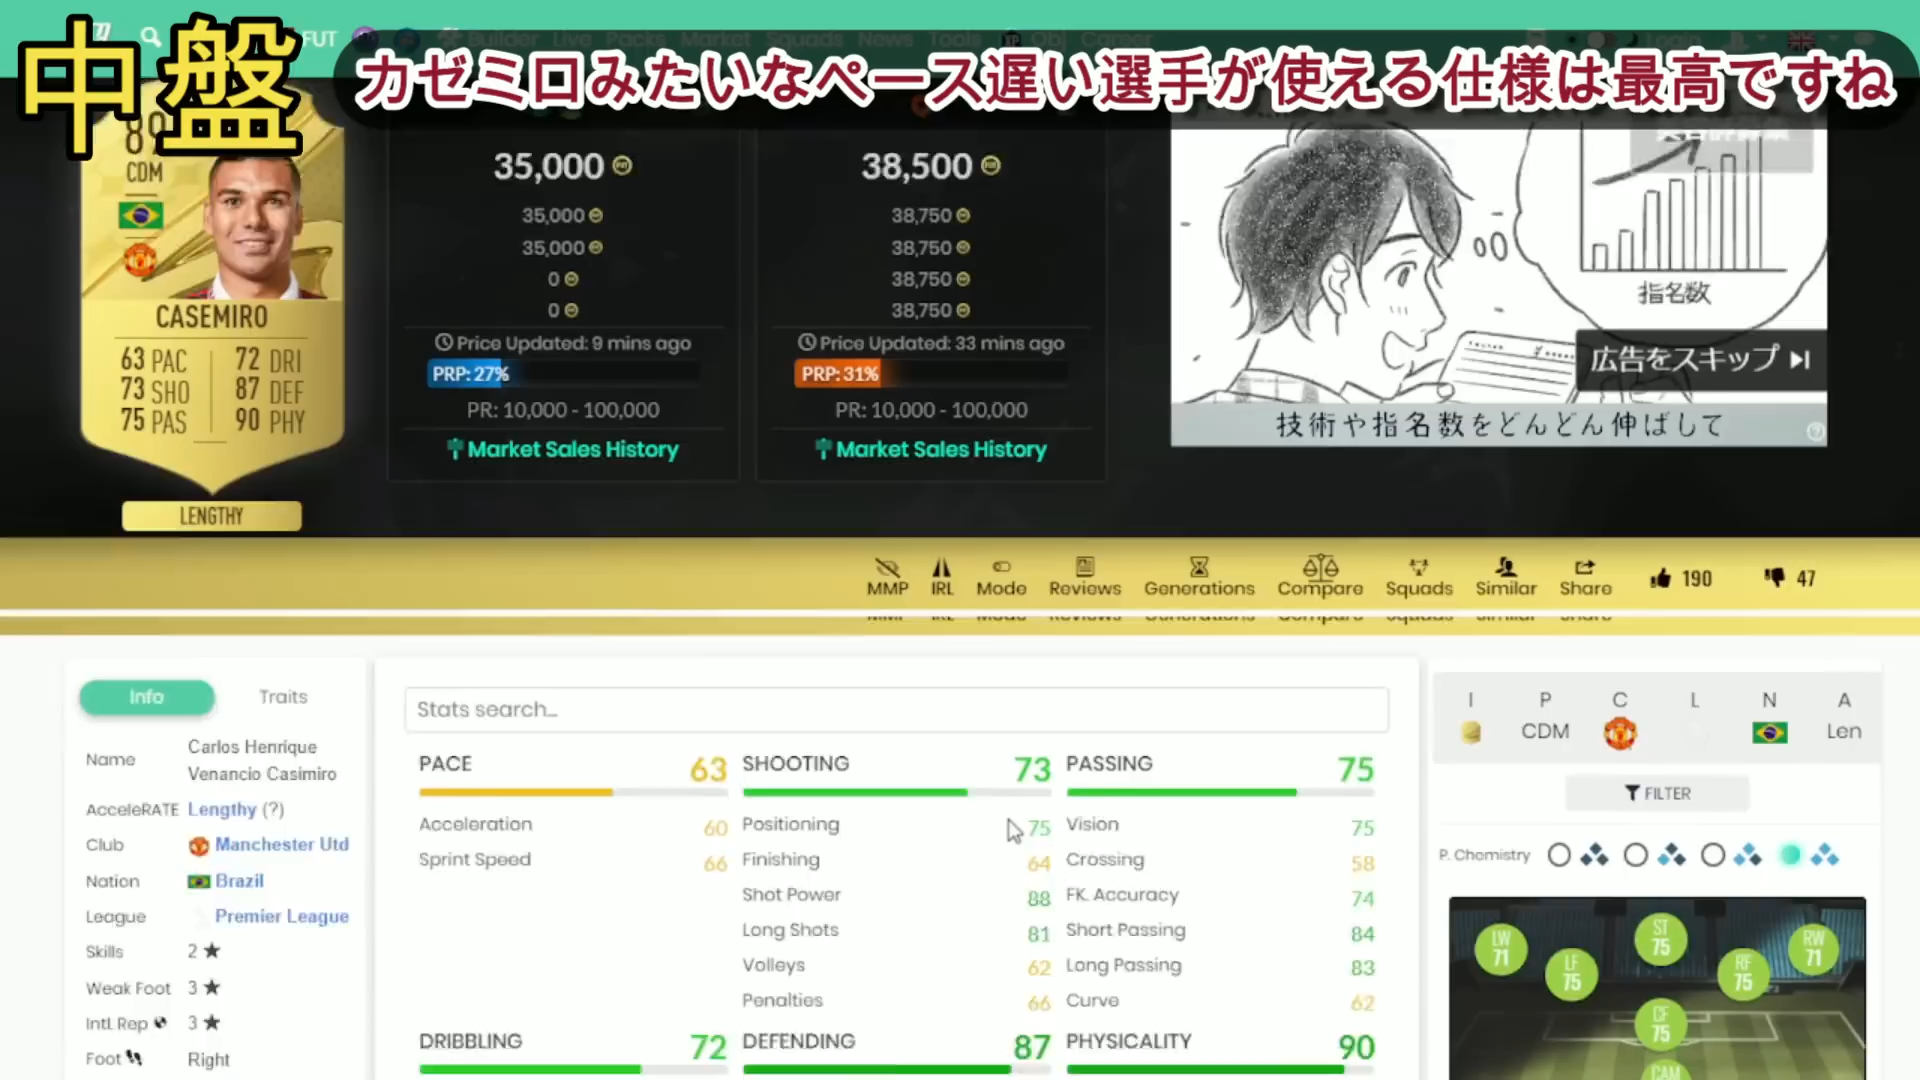 中盤
カゼミロみたいなペース遅い選手が使える仕様は最高ですね
FUT
Builder Live Packs Market Squads News Tools
89
CDM
CASEMIRO
63 PAC 72 DRI
73 SHO 87 DEF
75 PAS 90 PHY
LENGTHY
35,000
35,000
35,000
0
0
Price Updated: 9 mins ago
PRP: 27%
PR: 10,000 - 100,000
Market Sales History
38,500
38,750
38,750
38,750
38,750
Price Updated: 33 mins ago
PRP: 31%
PR: 10,000 - 100,000
Market Sales History
指名数
広告をスキップ
技術や指名数をどんどん伸ばして
MMP IRL Mode Reviews Generations Compare Squads Similar Share 190 47
Info Traits
Name Carlos Henrique Venancio Casimiro
AcceleRATE Lengthy (?)
Club Manchester Utd
Nation Brazil
League Premier League
Skills 2 ★
Weak Foot 3 ★
Intl. Rep 3 ★
Foot Right
Stats search...
PACE 63
Acceleration 60
Sprint Speed 66
SHOOTING 73
Positioning 75
Finishing 64
Shot Power 88
Long Shots 81
Volleys 62
Penalties 66
PASSING 75
Vision 75
Crossing 58
FK. Accuracy 74
Short Passing 84
Long Passing 83
Curve 62
DRIBBLING 72
DEFENDING 87
PHYSICALITY 90
I P C L N A
CDM Len
FILTER
P. Chemistry
LW 71
LF 75
ST 75
RF 75
RW 71
CF 75
CAM